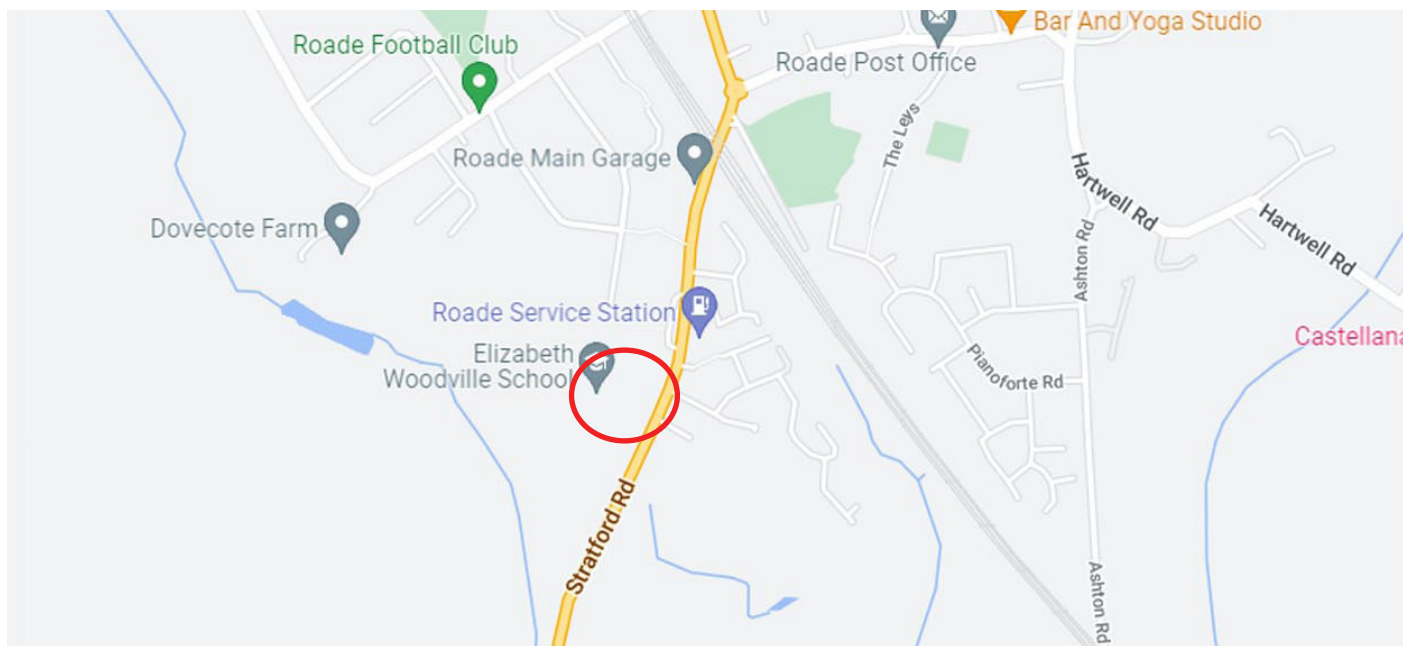 Bar And Yoga Studio
Roade Football Club
Roade Post Office
The Leys
Roade Main Garage
Hartwell Rd
Dovecote Farm
Hartwell Rd
Ashton Rd
Roade Service Station
Castellana
Elizabeth
Woodville School
Pianoforte Rd
Stratford Rd
Ashton Rd